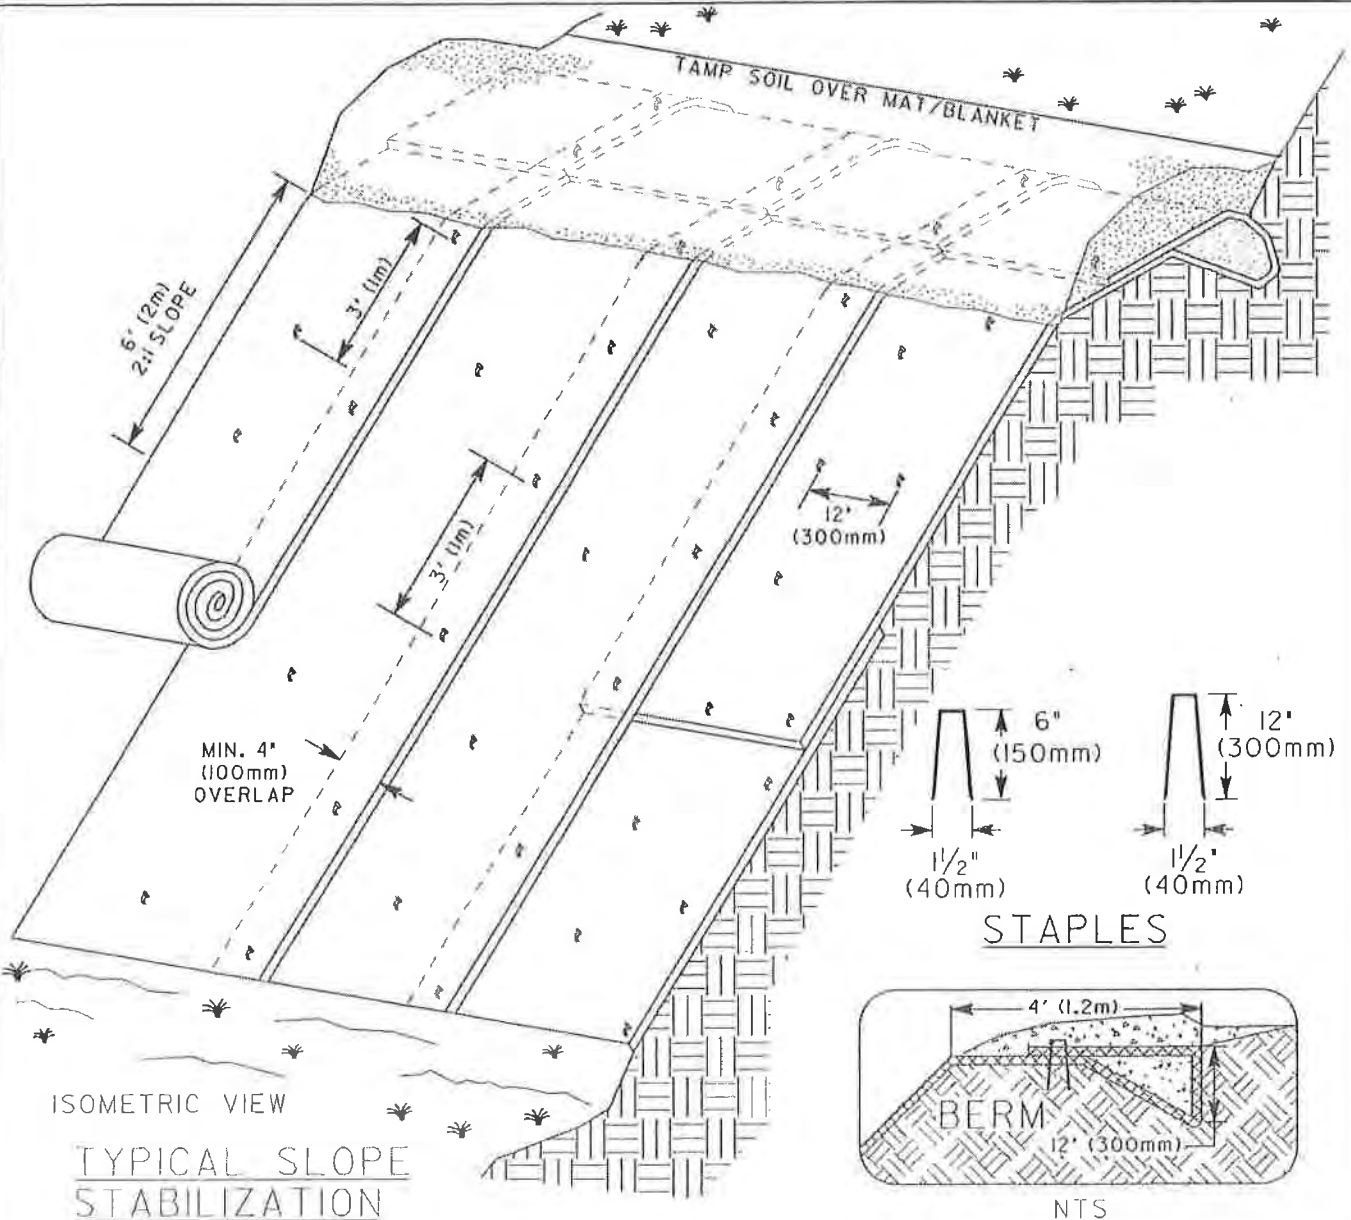 TAMP SOIL OVER MAT/BLANKET
6' (2m)
2:1 SLOPE
3' (1m)
3' (1m)
12'
(300mm)
MIN. 4"
(100mm)
OVERLAP
6"
(150mm)
12"
(300mm)
1 1/2"
(40mm)
1 1/2"
(40mm)
STAPLES
4' (1.2m)
BERM
12' (300mm)
NTS
ISOMETRIC VIEW
TYPICAL SLOPE
STABILIZATION